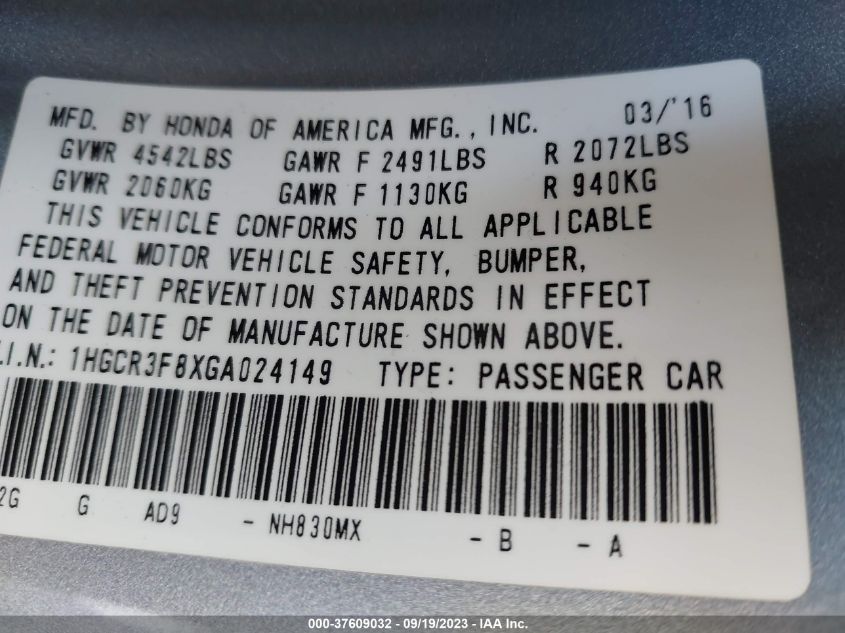 MFD. BY HONDA OF AMERICA MFG., INC. 03/'16
GVWR 4542LBS GAWR F 2491LBS R 2072LBS
GVWR 2060KG GAWR F 1130KG R 940KG
THIS VEHICLE CONFORMS TO ALL APPLICABLE
FEDERAL MOTOR VEHICLE SAFETY, BUMPER,
AND THEFT PREVENTION STANDARDS IN EFFECT
ON THE DATE OF MANUFACTURE SHOWN ABOVE.
.I.N.: 1HGCR3F8XGA024149 TYPE: PASSENGER CAR
2G G AD9 - NH830MX - B - A
000-37609032 - 09/19/2023 - IAA Inc.